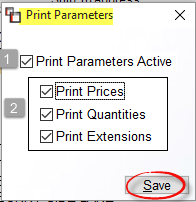 Print Parameters
1 Print Parameters Active
2
Print Prices
Print Quantities
Print Extensions
Save